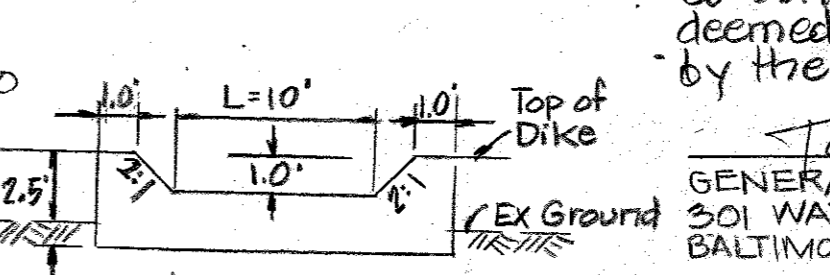 deemed
by the
1.0'
L=10'
1.0'
Top of
Dike
2:1
1.0'
2:1
2.5'
Ex Ground
GENERA
301 WA
BALTIMO